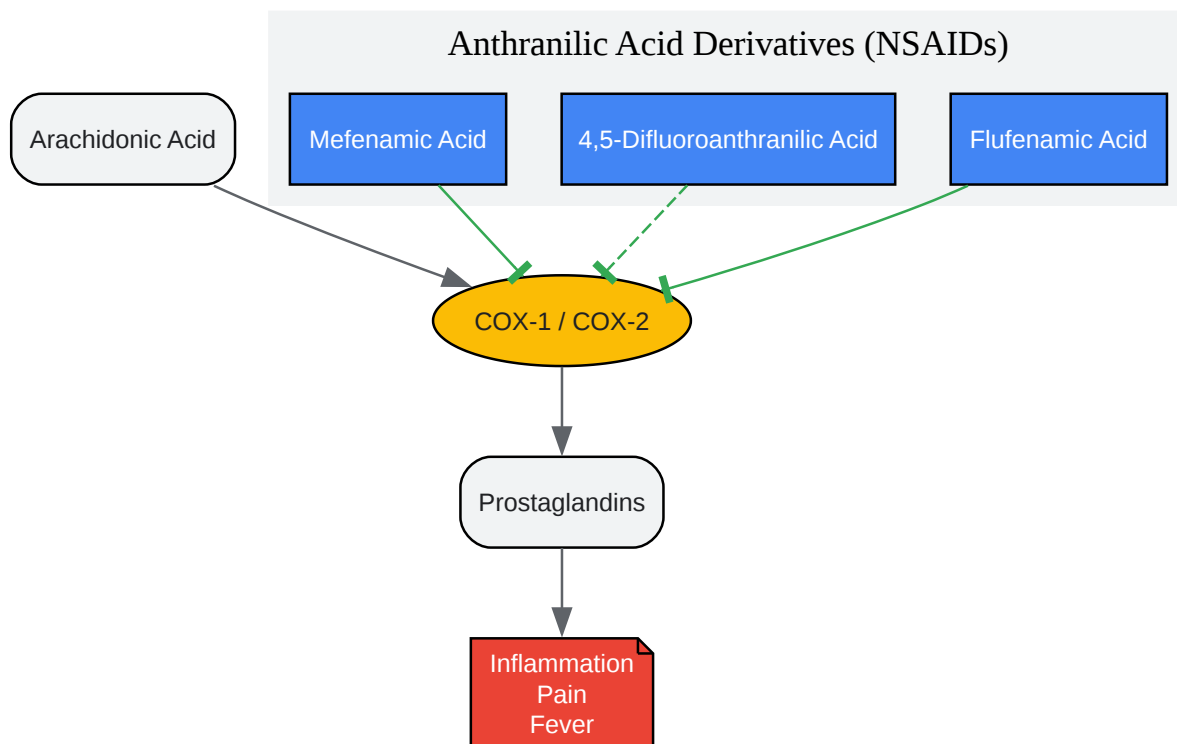 Anthranilic Acid Derivatives (NSAIDs)
Arachidonic Acid
Mefenamic Acid
4,5-Difluoroanthranilic Acid
Flufenamic Acid
COX-1 / COX-2
Prostaglandins
Inflammation
Pain
Fever